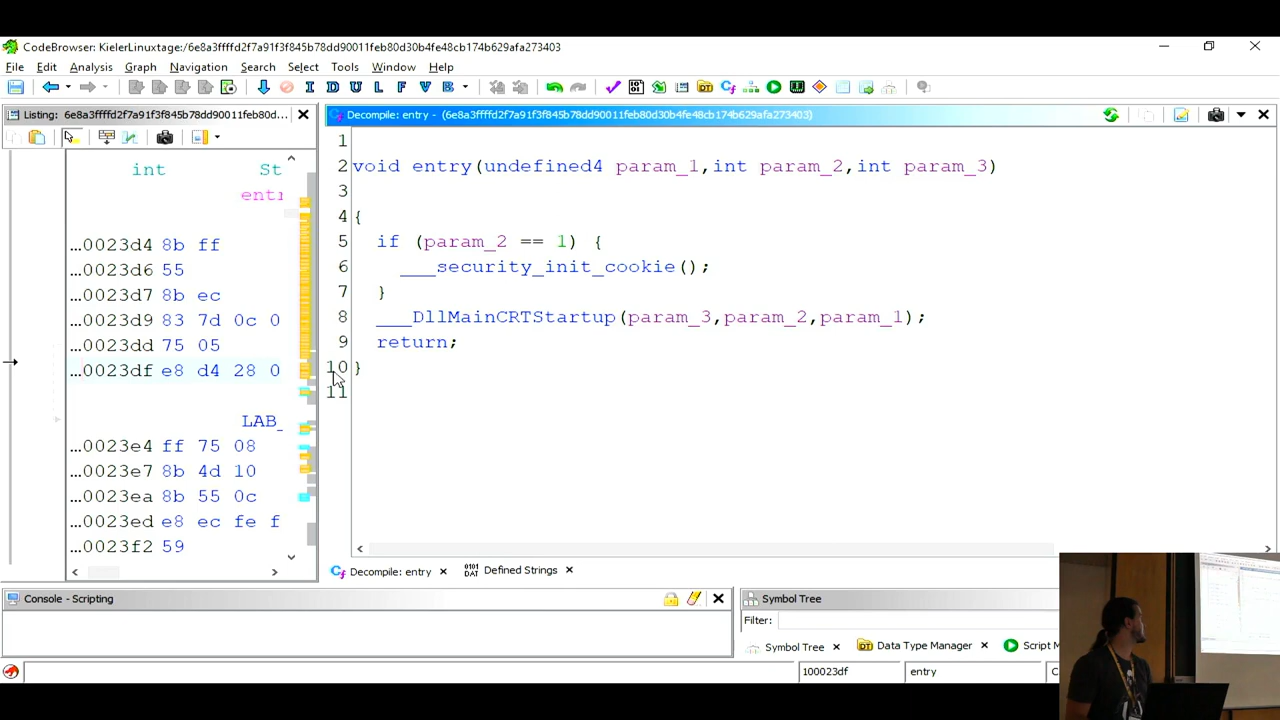 CodeBrowser: KielerLinuxtage:/6e8a3ffffd2f7a91f3f845b78dd90011feb80d30b4fe48cb174b629afa273403
File Edit Analysis Graph Navigation Search Select Tools Window Help
I D U L F V B
Listing: 6e8a3ffffd2f7a91f3f845b78dd90011feb80d...
int St
entr
...0023d4 8b ff
...0023d6 55
...0023d7 8b ec
...0023d9 83 7d 0c 0
...0023dd 75 05
...0023df e8 d4 28 0
LAB_
...0023e4 ff 75 08
...0023e7 8b 4d 10
...0023ea 8b 55 0c
...0023ed e8 ec fe f
...0023f2 59
Decompile: entry - (6e8a3ffffd2f7a91f3f845b78dd90011feb80d30b4fe48cb174b629afa273403)
1
2 void entry(undefined4 param_1,int param_2,int param_3)
3
4 {
5 if (param_2 == 1) {
6 ___security_init_cookie();
7 }
8 ___DllMainCRTStartup(param_3,param_2,param_1);
9 return;
10 }
11
Decompile: entry Defined Strings
Console - Scripting
Symbol Tree
Filter:
Symbol Tree Data Type Manager Script M
100023df entry